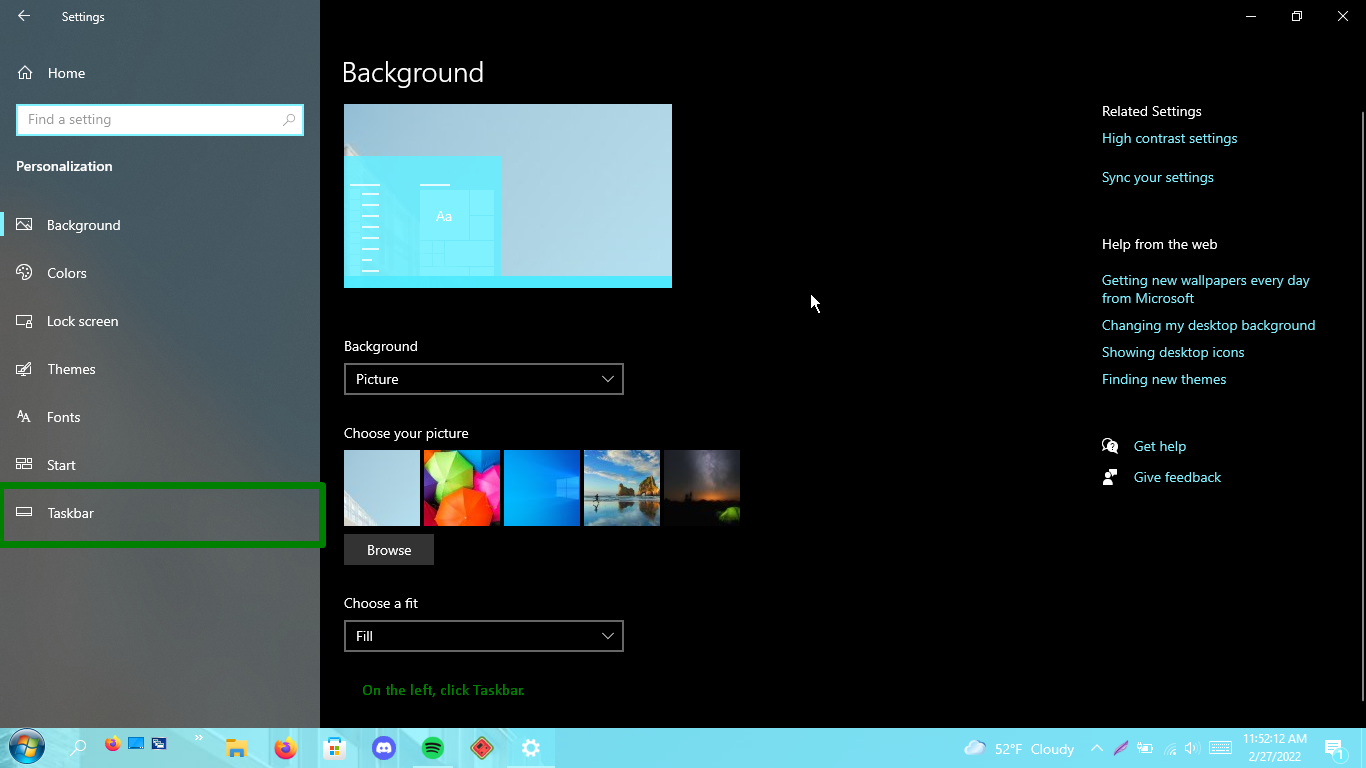 Settings
Home
Find a setting
Personalization
Background
Colors
Lock screen
Themes
Fonts
Start
Taskbar
Background
Aa
Background
Picture
Choose your picture
Browse
Choose a fit
Fill
On the left, click Taskbar.
Related Settings
High contrast settings
Sync your settings
Help from the web
Getting new wallpapers every day
from Microsoft
Changing my desktop background
Showing desktop icons
Finding new themes
Get help
Give feedback
52°F Cloudy
11:52:12 AM
2/27/2022
1